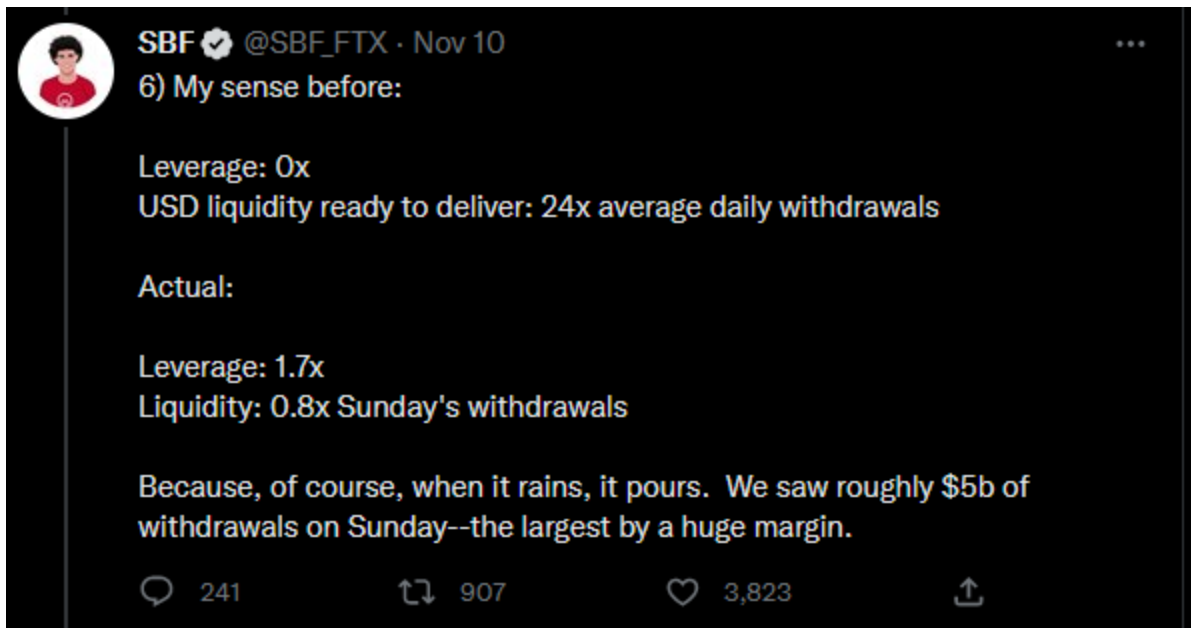 SBF @SBF_FTX · Nov 10
6) My sense before:
Leverage: 0x
USD liquidity ready to deliver: 24x average daily withdrawals
Actual:
Leverage: 1.7x
Liquidity: 0.8x Sunday's withdrawals
Because, of course, when it rains, it pours.  We saw roughly $5b of
withdrawals on Sunday--the largest by a huge margin.
241 907 3,823